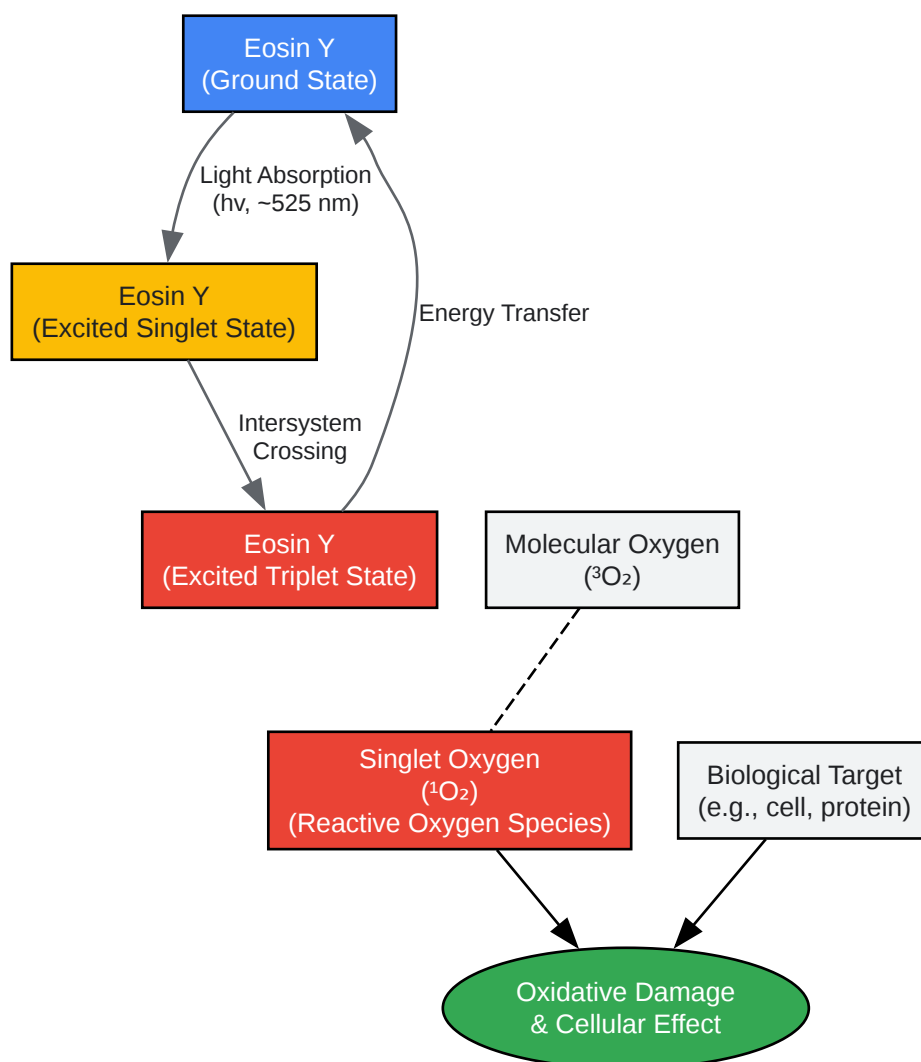 Eosin Y
(Ground State)
Light Absorption
(hv, ~525 nm)
Eosin Y
(Excited Singlet State)
Energy Transfer
Intersystem
Crossing
Eosin Y
(Excited Triplet State)
Molecular Oxygen
(³O₂)
Singlet Oxygen
(¹O₂)
(Reactive Oxygen Species)
Biological Target
(e.g., cell, protein)
Oxidative Damage
& Cellular Effect